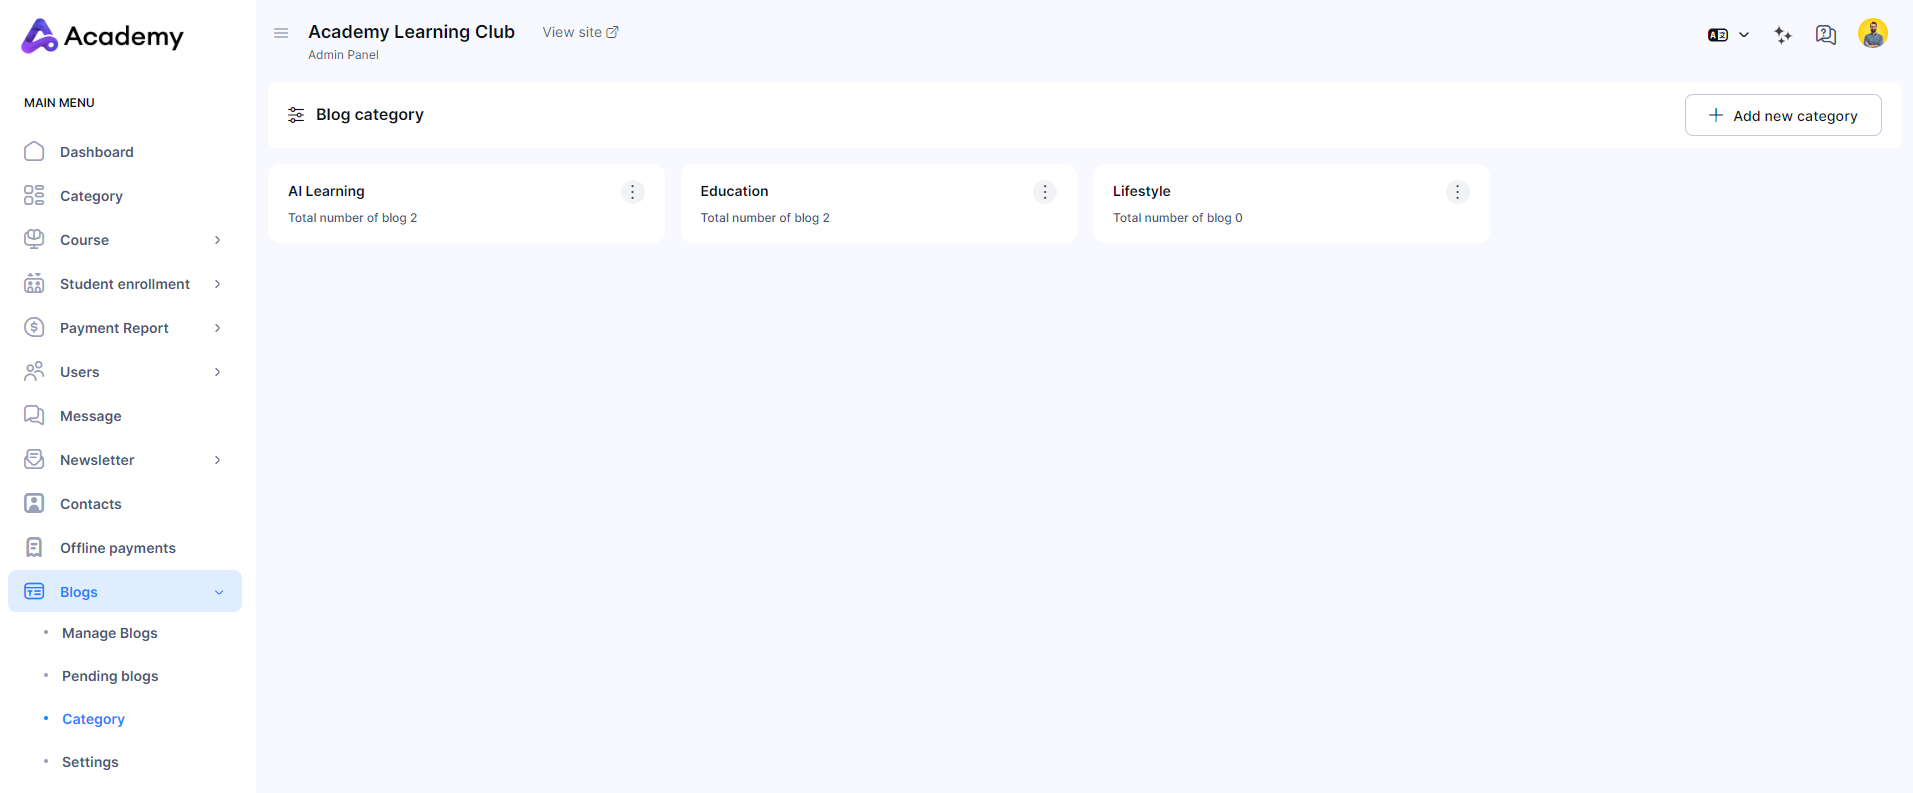 Academy
MAIN MENU
Dashboard
Category
Course
Student enrollment
Payment Report
Users
Message
Newsletter
Contacts
Offline payments
Blogs
Manage Blogs
Pending blogs
Category
Settings
Academy Learning Club
View site
Admin Panel
Blog category
Add new category
AI Learning
Total number of blog 2
Education
Total number of blog 2
Lifestyle
Total number of blog 0